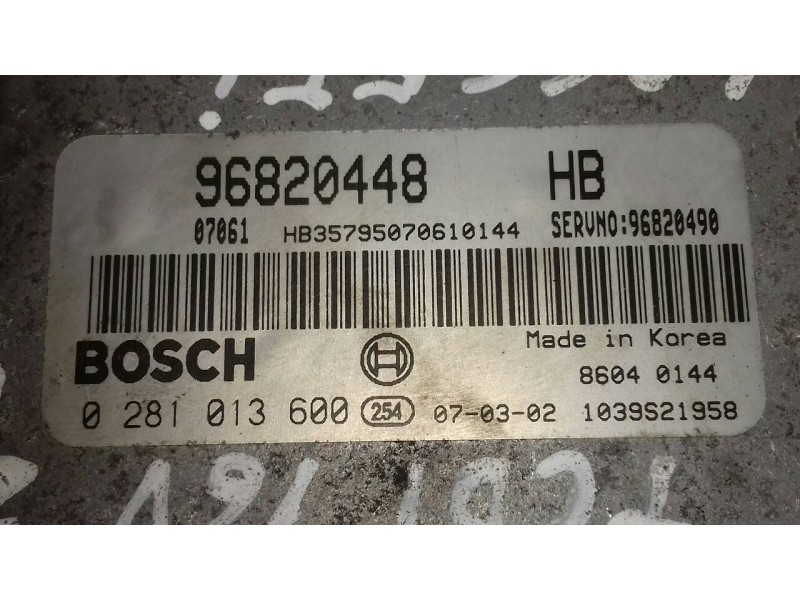 96820448 HB
07061 HB35795070610144 SERVNO:96820490
Made in Korea
BOSCH
8604 0144
0 281 013 600 254 07-03-02 1039S21958